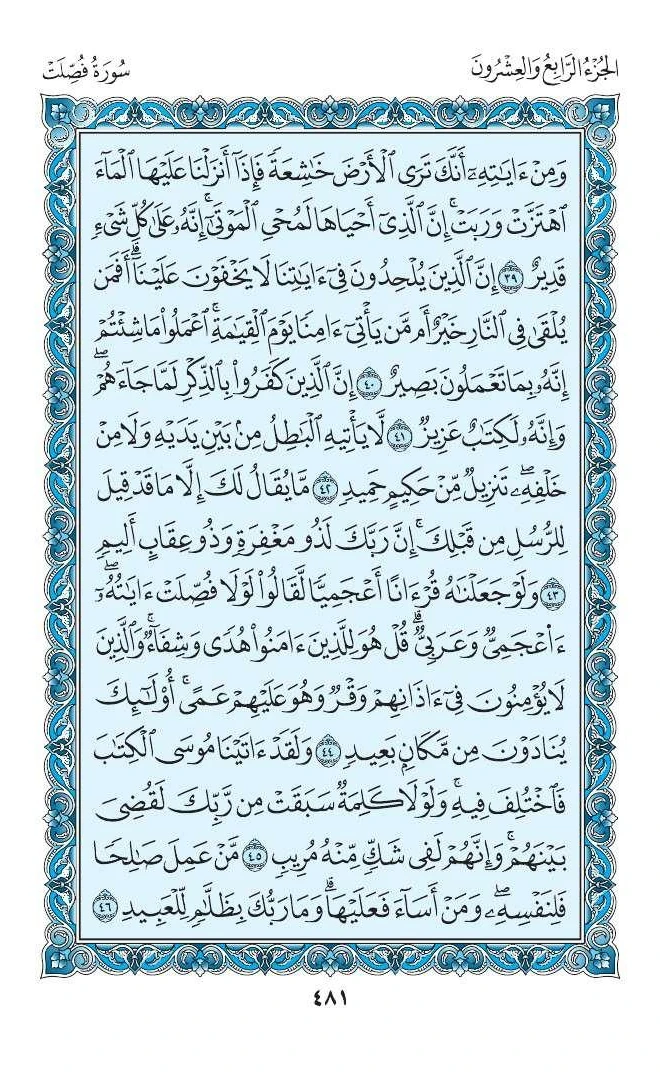 الجُزْءُ الرَّابِعُ وَالعِشْرُونَ
سُورَةُ فُصِّلَتْ
وَمِنْ ءَايَٰتِهِۦٓ أَنَّكَ تَرَى ٱلْأَرْضَ خَٰشِعَةٗ فَإِذَآ أَنزَلْنَا عَلَيْهَا ٱلْمَآءَ
ٱهْتَزَّتْ وَرَبَتْۚ إِنَّ ٱلَّذِيٓ أَحْيَاهَا لَمُحْيِ ٱلْمَوْتَىٰٓۚ إِنَّهُۥ عَلَىٰ كُلِّ شَيْءٖ
قَدِيرٌ ٣٩ إِنَّ ٱلَّذِينَ يُلْحِدُونَ فِيٓ ءَايَٰتِنَا لَا يَخْفَوْنَ عَلَيْنَآۗ أَفَمَن
يُلْقَىٰ فِي ٱلنَّارِ خَيْرٌ أَم مَّن يَأْتِيٓ ءَامِنٗا يَوْمَ ٱلْقِيَٰمَةِۚ ٱعْمَلُواْ مَا شِئْتُمْ
إِنَّهُۥ بِمَا تَعْمَلُونَ بَصِيرٌ ٤٠ إِنَّ ٱلَّذِينَ كَفَرُواْ بِٱلذِّكْرِ لَمَّا جَآءَهُمْۖ
وَإِنَّهُۥ لَكِتَٰبٌ عَزِيزٞ ٤١ لَّا يَأْتِيهِ ٱلْبَٰطِلُ مِنۢ بَيْنِ يَدَيْهِ وَلَا مِنْ
خَلْفِهِۦۖ تَنزِيلٞ مِّنْ حَكِيمٍ حَمِيدٖ ٤٢ مَّا يُقَالُ لَكَ إِلَّا مَا قَدْ قِيلَ
لِلرُّسُلِ مِن قَبْلِكَۚ إِنَّ رَبَّكَ لَذُو مَغْفِرَةٖ وَذُو عِقَابٍ أَلِيمٖ
٤٣ وَلَوْ جَعَلْنَٰهُ قُرْءَانًا أَعْجَمِيّٗا لَّقَالُواْ لَوْلَا فُصِّلَتْ ءَايَٰتُهُۥٓۖ
ءَا۬عْجَمِيّٞ وَعَرَبِيّٞۗ قُلْ هُوَ لِلَّذِينَ ءَامَنُواْ هُدٗى وَشِفَآءٞۚ وَٱلَّذِينَ
لَا يُؤْمِنُونَ فِيٓ ءَاذَانِهِمْ وَقْرٞ وَهُوَ عَلَيْهِمْ عَمًىۚ أُوْلَٰٓئِكَ
يُنَادَوْنَ مِن مَّكَانِۭ بَعِيدٖ ٤٤ وَلَقَدْ ءَاتَيْنَا مُوسَى ٱلْكِتَٰبَ
فَٱخْتُلِفَ فِيهِۚ وَلَوْلَا كَلِمَةٞ سَبَقَتْ مِن رَّبِّكَ لَقُضِيَ
بَيْنَهُمْۚ وَإِنَّهُمْ لَفِي شَكّٖ مِّنْهُ مُرِيبٖ ٤٥ مَّنْ عَمِلَ صَٰلِحٗا
فَلِنَفْسِهِۦۖ وَمَنْ أَسَآءَ فَعَلَيْهَاۗ وَمَا رَبُّكَ بِظَلَّٰمٖ لِّلْعَبِيدِ ٤٦
٤٨١